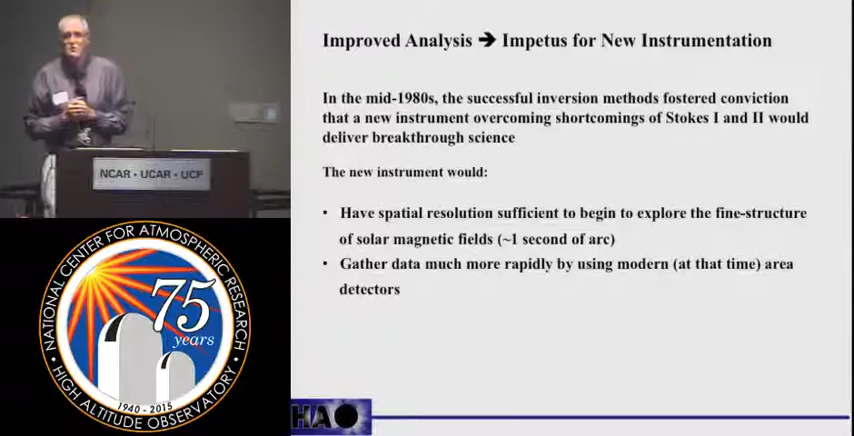 Improved Analysis ➔ Impetus for New Instrumentation
In the mid-1980s, the successful inversion methods fostered conviction
that a new instrument overcoming shortcomings of Stokes I and II would
deliver breakthrough science
The new instrument would:
• Have spatial resolution sufficient to begin to explore the fine-structure
of solar magnetic fields (~1 second of arc)
• Gather data much more rapidly by using modern (at that time) area
detectors
NCAR • UCAR • UCP
NATIONAL CENTER FOR ATMOSPHERIC RESEARCH
75
years
1940 - 2015
HIGH ALTITUDE OBSERVATORY
HAO